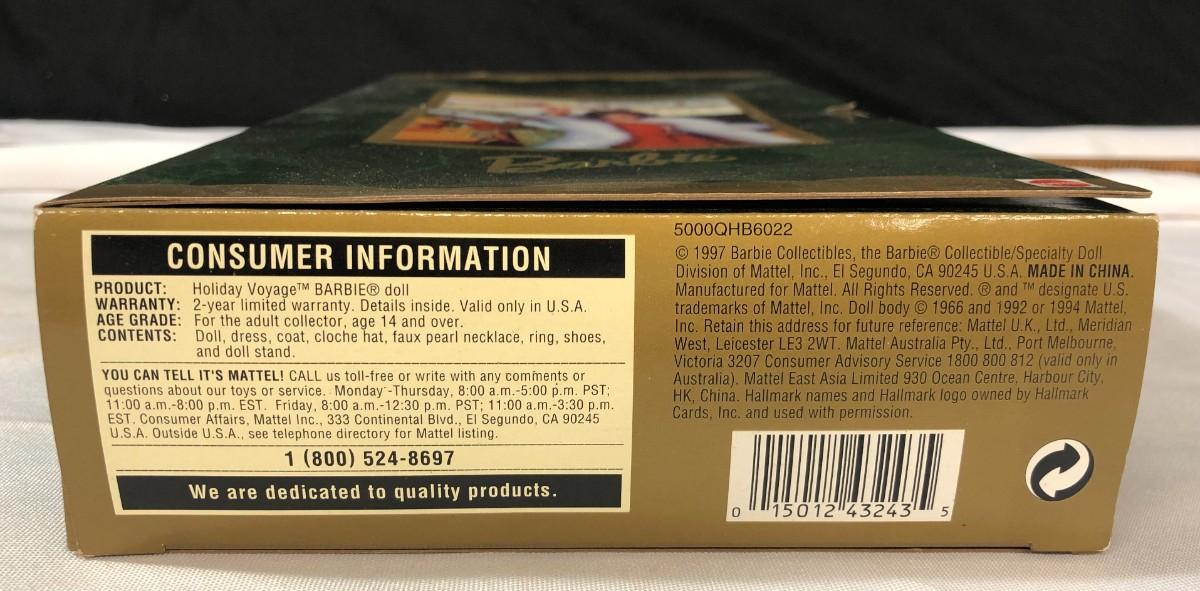 Barbie
CONSUMER INFORMATION
PRODUCT: Holiday Voyage™ BARBIE® doll
WARRANTY: 2-year limited warranty. Details inside. Valid only in U.S.A.
AGE GRADE: For the adult collector, age 14 and over.
CONTENTS: Doll, dress, coat, cloche hat, faux pearl necklace, ring, shoes,
and doll stand.
YOU CAN TELL IT'S MATTEL! CALL us toll-free or write with any comments or
questions about our toys or service. Monday-Thursday, 8:00 a.m.-5:00 p.m. PST;
11:00 a.m.-8:00 p.m. EST. Friday, 8:00 a.m.-12:30 p.m. PST; 11:00 a.m.-3:30 p.m.
EST. Consumer Affairs, Mattel Inc., 333 Continental Blvd., El Segundo, CA 90245
U.S.A. Outside U.S.A., see telephone directory for Mattel listing.
1 (800) 524-8697
We are dedicated to quality products.
5000QHB6022
© 1997 Barbie Collectibles, the Barbie® Collectible/Specialty Doll
Division of Mattel, Inc., El Segundo, CA 90245 U.S.A. MADE IN CHINA.
Manufactured for Mattel. All Rights Reserved. ® and ™ designate U.S.
trademarks of Mattel, Inc. Doll body © 1966 and 1992 or 1994 Mattel,
Inc. Retain this address for future reference: Mattel U.K., Ltd., Meridian
West, Leicester LE3 2WT. Mattel Australia Pty., Ltd., Port Melbourne,
Victoria 3207 Consumer Advisory Service 1800 800 812 (valid only in
Australia). Mattel East Asia Limited 930 Ocean Centre, Harbour City,
HK, China. Hallmark names and Hallmark logo owned by Hallmark
Cards, Inc. and used with permission.
0 15012 43243 5